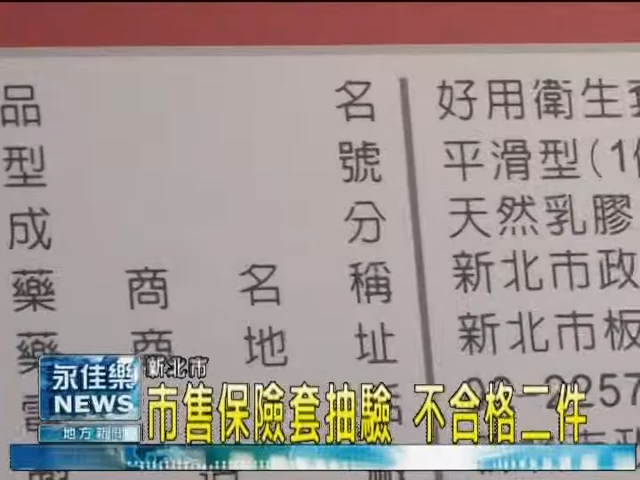 品名 好用衛生套
型號 平滑型(1
成分 天然乳膠
藥商名稱 新北市政
藥商地址 新北市板
2257
永佳樂
NEWS
地方新聞
新北市
市售保險套抽驗 不合格二件